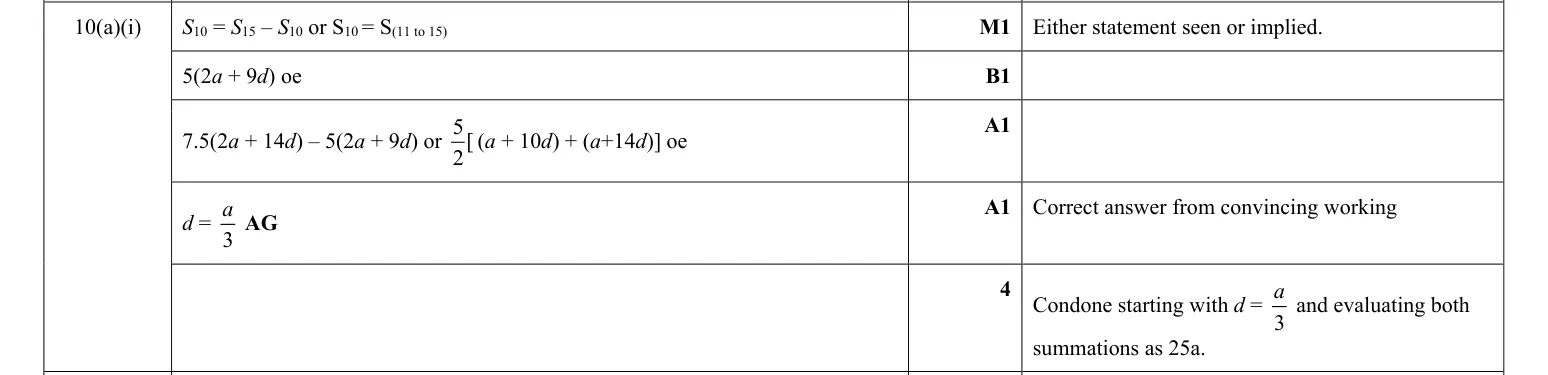 10(a)(i) S10 = S15 – S10 or S10 = S(11 to 15) M1 Either statement seen or implied.
5(2a + 9d) oe B1
7.5(2a + 14d) – 5(2a + 9d) or 5/2[ (a + 10d) + (a+14d)] oe A1
d = a/3 AG A1 Correct answer from convincing working
4 Condone starting with d = a/3 and evaluating both
summations as 25a.